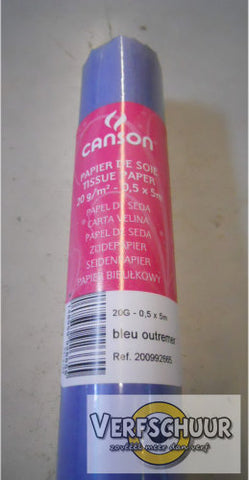 CANSON
PAPIER DE SOIE
TISSUE PAPER
20 g/m² - 0,5 x 5m
PAPEL DE SEDA
CARTA VELINA
PAPEL DE SEDA
ZIJDEPAPIER
SEIDENPAPIER
PAPIER BIBUŁKOWY
20G - 0,5 x 5m
bleu outremer
Ref. 200992665
VERFSCHUUR
zoveel meer dan verf